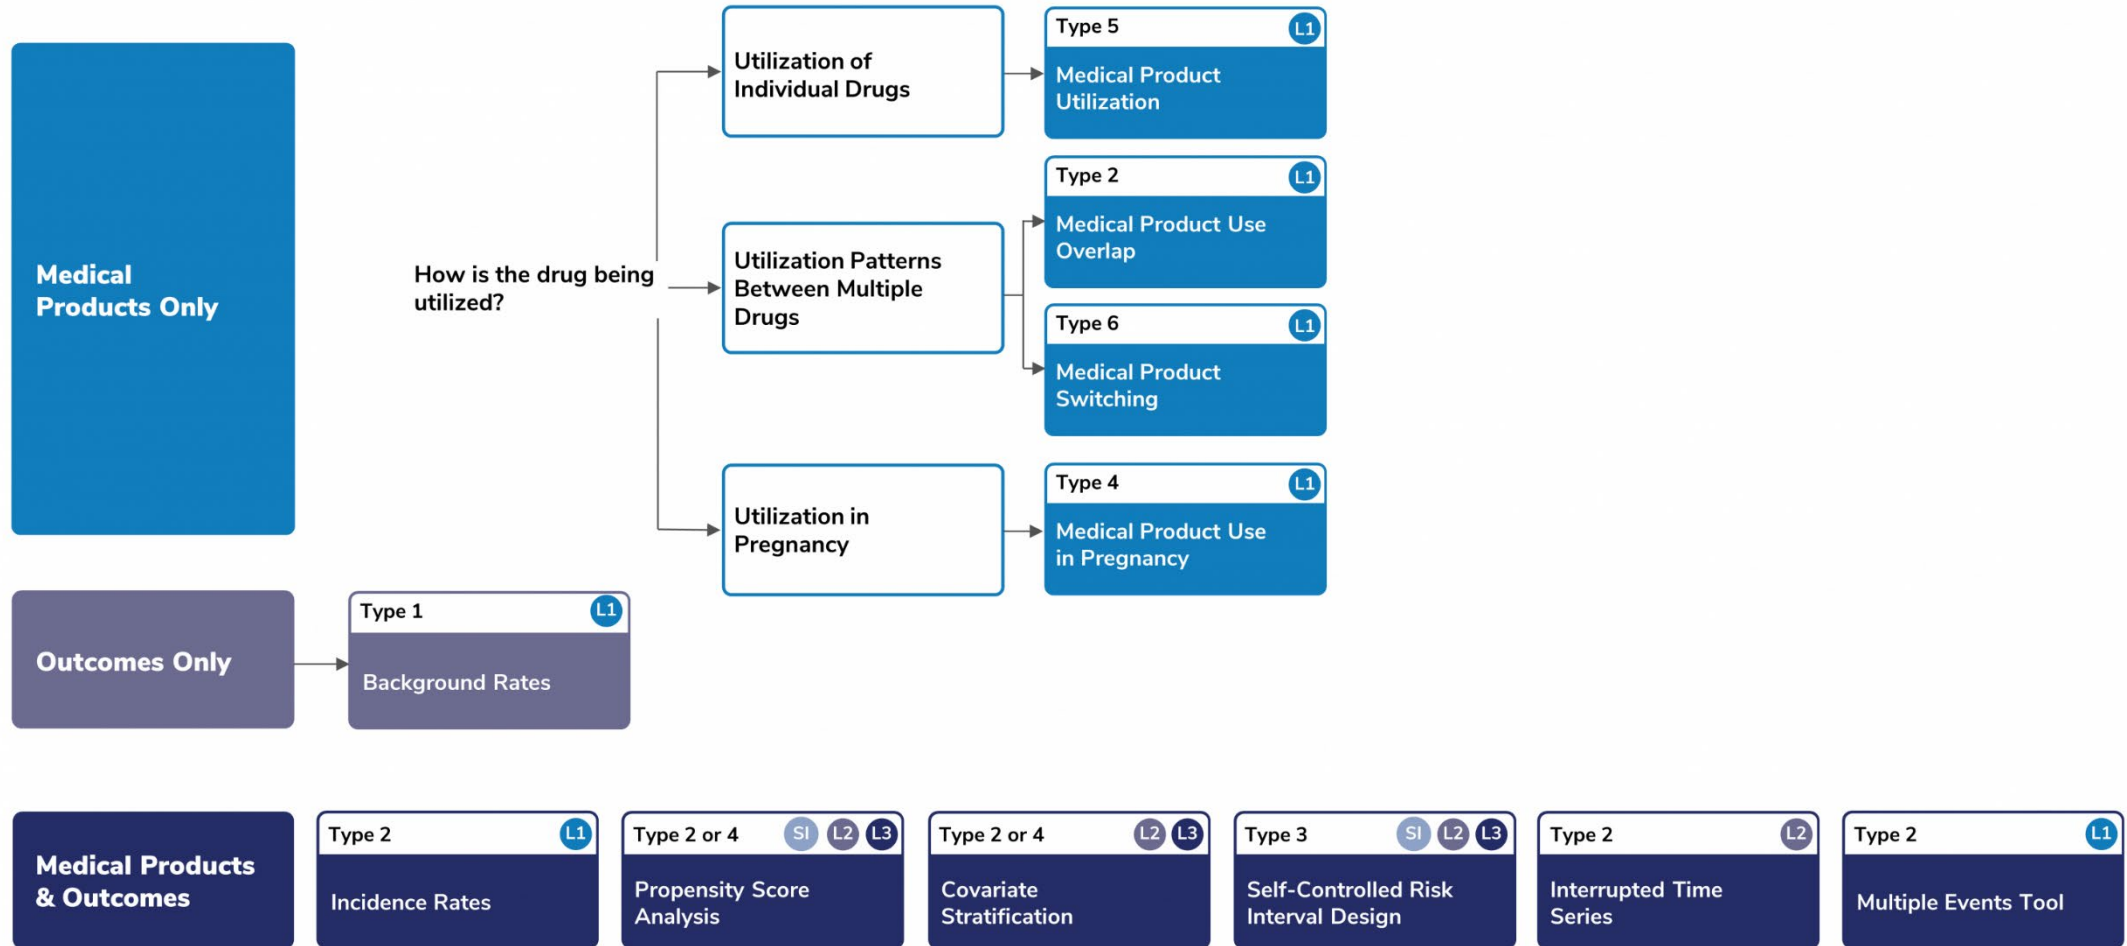 Medical
Products Only
How is the drug being
utilized?
Utilization of
Individual Drugs
Type 5
L1
Medical Product
Utilization
Utilization Patterns
Between Multiple
Drugs
Type 2
L1
Medical Product Use
Overlap
Type 6
L1
Medical Product
Switching
Utilization in
Pregnancy
Type 4
L1
Medical Product Use
in Pregnancy
Outcomes Only
Type 1
L1
Background Rates
Medical Products
& Outcomes
Type 2
L1
Incidence Rates
Type 2 or 4
SI L2 L3
Propensity Score
Analysis
Type 2 or 4
L2 L3
Covariate
Stratification
Type 3
SI L2 L3
Self-Controlled Risk
Interval Design
Type 2
L2
Interrupted Time
Series
Type 2
L1
Multiple Events Tool